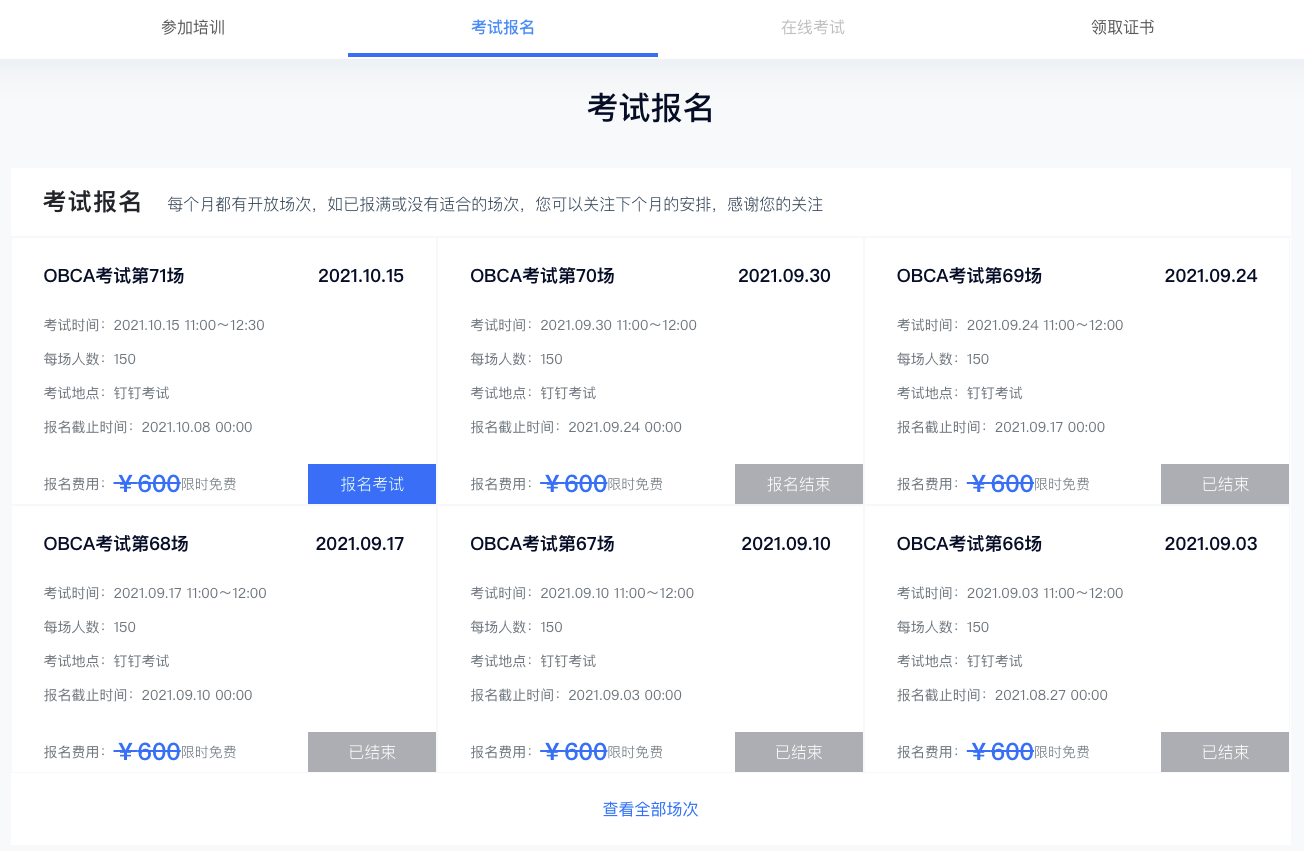 参加培训
考试报名
在线考试
领取证书
考试报名
考试报名
每个月都有开放场次，如已报满或没有适合的场次，您可以关注下个月的安排，感谢您的关注
OBCA考试第71场 2021.10.15
考试时间：2021.10.15 11:00～12:30
每场人数：150
考试地点：钉钉考试
报名截止时间：2021.10.08 00:00
报名费用：￥600限时免费
报名考试
OBCA考试第70场 2021.09.30
考试时间：2021.09.30 11:00～12:00
每场人数：150
考试地点：钉钉考试
报名截止时间：2021.09.24 00:00
报名费用：￥600限时免费
报名结束
OBCA考试第69场 2021.09.24
考试时间：2021.09.24 11:00～12:00
每场人数：150
考试地点：钉钉考试
报名截止时间：2021.09.17 00:00
报名费用：￥600限时免费
已结束
OBCA考试第68场 2021.09.17
考试时间：2021.09.17 11:00～12:00
每场人数：150
考试地点：钉钉考试
报名截止时间：2021.09.10 00:00
报名费用：￥600限时免费
已结束
OBCA考试第67场 2021.09.10
考试时间：2021.09.10 11:00～12:00
每场人数：150
考试地点：钉钉考试
报名截止时间：2021.09.03 00:00
报名费用：￥600限时免费
已结束
OBCA考试第66场 2021.09.03
考试时间：2021.09.03 11:00～12:00
每场人数：150
考试地点：钉钉考试
报名截止时间：2021.08.27 00:00
报名费用：￥600限时免费
已结束
查看全部场次